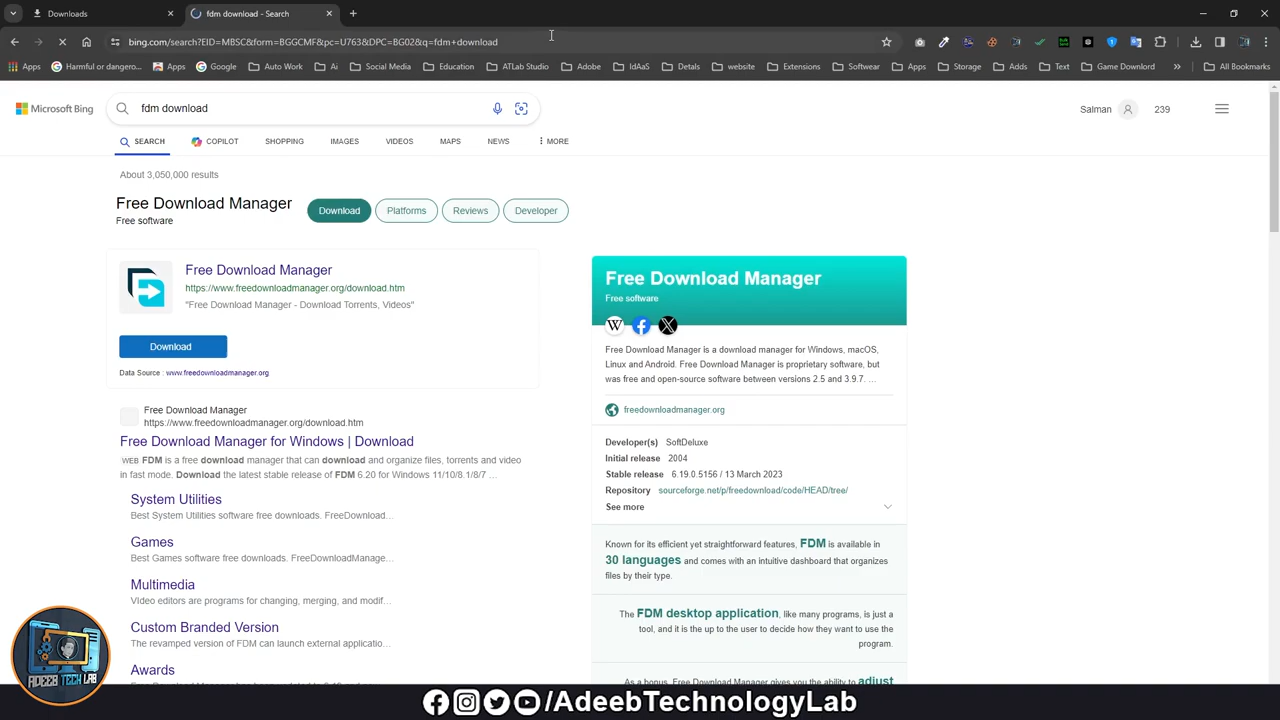 Downloads
fdm download - Search
bing.com/search?EID=MBSC&form=BGGCMF&pc=U763&DPC=BG02&q=fdm+download
Apps
Harmful or dangero...
Apps
Google
Auto Work
Ai
Social Media
Education
ATLab Studio
Adobe
IdAaS
Detals
website
Extensions
Softwear
Apps
Storage
Adds
Text
Game Downlord
»
All Bookmarks
Microsoft Bing
fdm download
Salman
239
SEARCH
COPILOT
SHOPPING
IMAGES
VIDEOS
MAPS
NEWS
MORE
About 3,050,000 results
Free Download Manager
Free software
Download
Platforms
Reviews
Developer
Free Download Manager
https://www.freedownloadmanager.org/download.htm
"Free Download Manager - Download Torrents, Videos"
Download
Data Source : www.freedownloadmanager.org
Free Download Manager
https://www.freedownloadmanager.org/download.htm
Free Download Manager for Windows | Download
WEB FDM is a free download manager that can download and organize files, torrents and video
in fast mode. Download the latest stable release of FDM 6.20 for Windows 11/10/8.1/8/7 ...
System Utilities
Best System Utilities software free downloads. FreeDownload...
Games
Best Games software free downloads. FreeDownloadManage...
Multimedia
VIdeo editors are programs for changing, merging, and modif...
Custom Branded Version
The revamped version of FDM can launch external applicatio...
Awards
Free Download Manager
Free software
W
X
Free Download Manager is a download manager for Windows, macOS,
Linux and Android. Free Download Manager is proprietary software, but
was free and open-source software between versions 2.5 and 3.9.7. ...
freedownloadmanager.org
Developer(s) SoftDeluxe
Initial release 2004
Stable release 6.19.0.5156 / 13 March 2023
Repository sourceforge.net/p/freedownload/code/HEAD/tree/
See more
Known for its efficient yet straightforward features, FDM is available in
30 languages and comes with an intuitive dashboard that organizes
files by their type.
The FDM desktop application, like many programs, is just a
tool, and it is the up to the user to decide how they want to use the
program.
As a bonus, Free Download Manager gives you the ability to adjust
ADEEB TECH LAB
/AdeebTechnologyLab